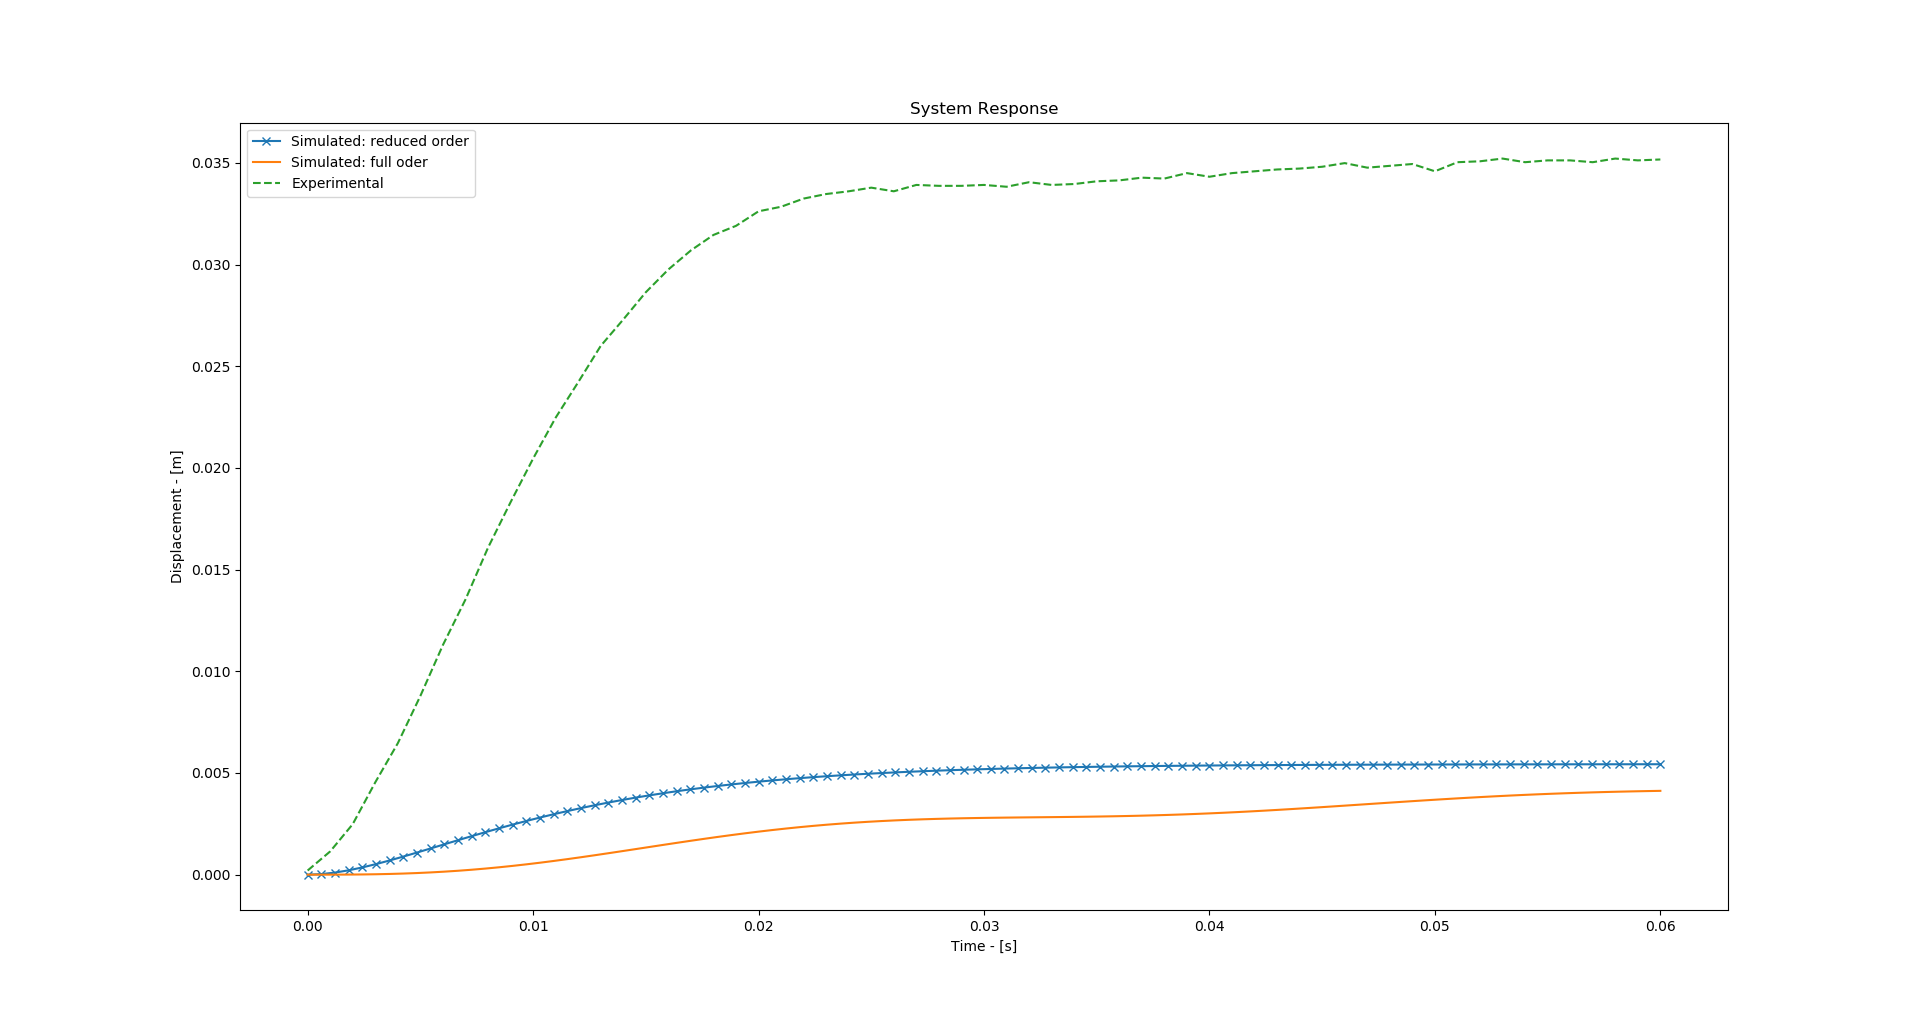 System Response
Simulated: reduced order
Simulated: full oder
Experimental
0.035
0.030
0.025
0.020
0.015
0.010
0.005
0.000
Displacement - [m]
0.00 0.01 0.02 0.03 0.04 0.05 0.06
Time - [s]